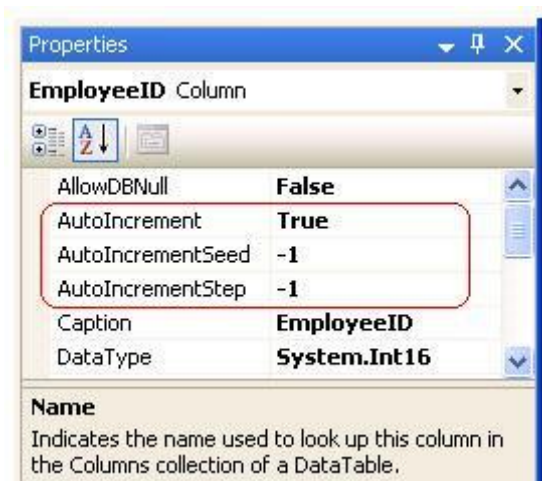 Properties
EmployeeID Column
AllowDBNull False
AutoIncrement True
AutoIncrementSeed -1
AutoIncrementStep -1
Caption EmployeeID
DataType System.Int16
Name
Indicates the name used to look up this column in
the Columns collection of a DataTable.